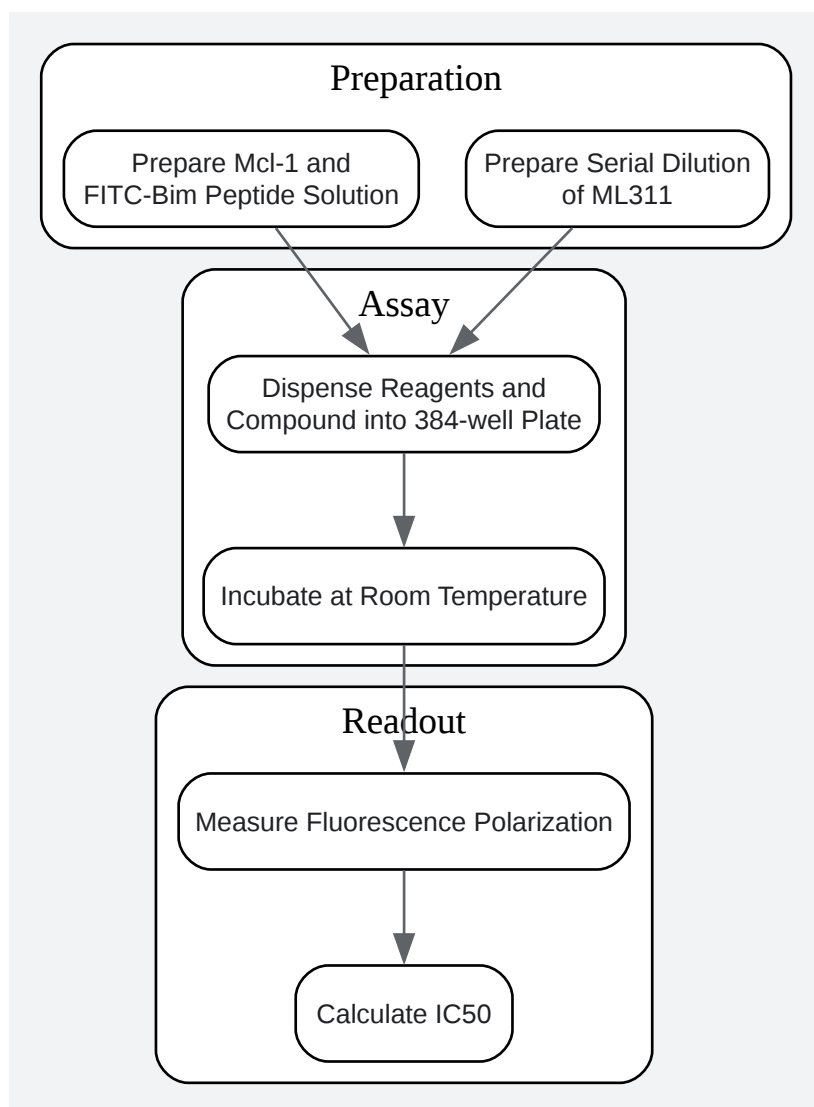 Preparation
Prepare Mcl-1 and
FITC-Bim Peptide Solution
Prepare Serial Dilution
of ML311
Assay
Dispense Reagents and
Compound into 384-well Plate
Incubate at Room Temperature
Readout
Measure Fluorescence Polarization
Calculate IC50